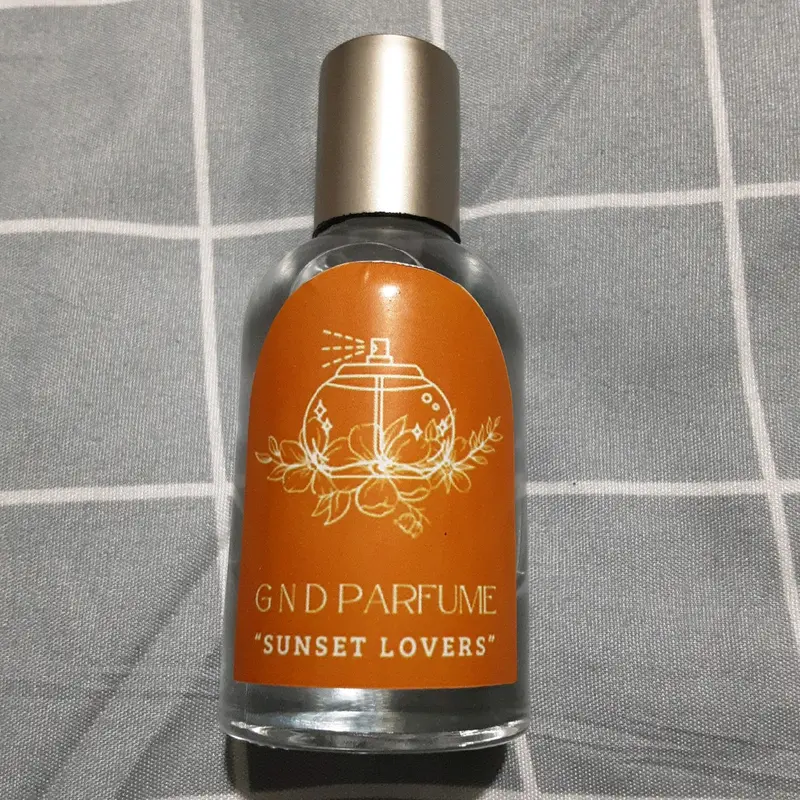 GND PARFUME
"SUNSET LOVERS"